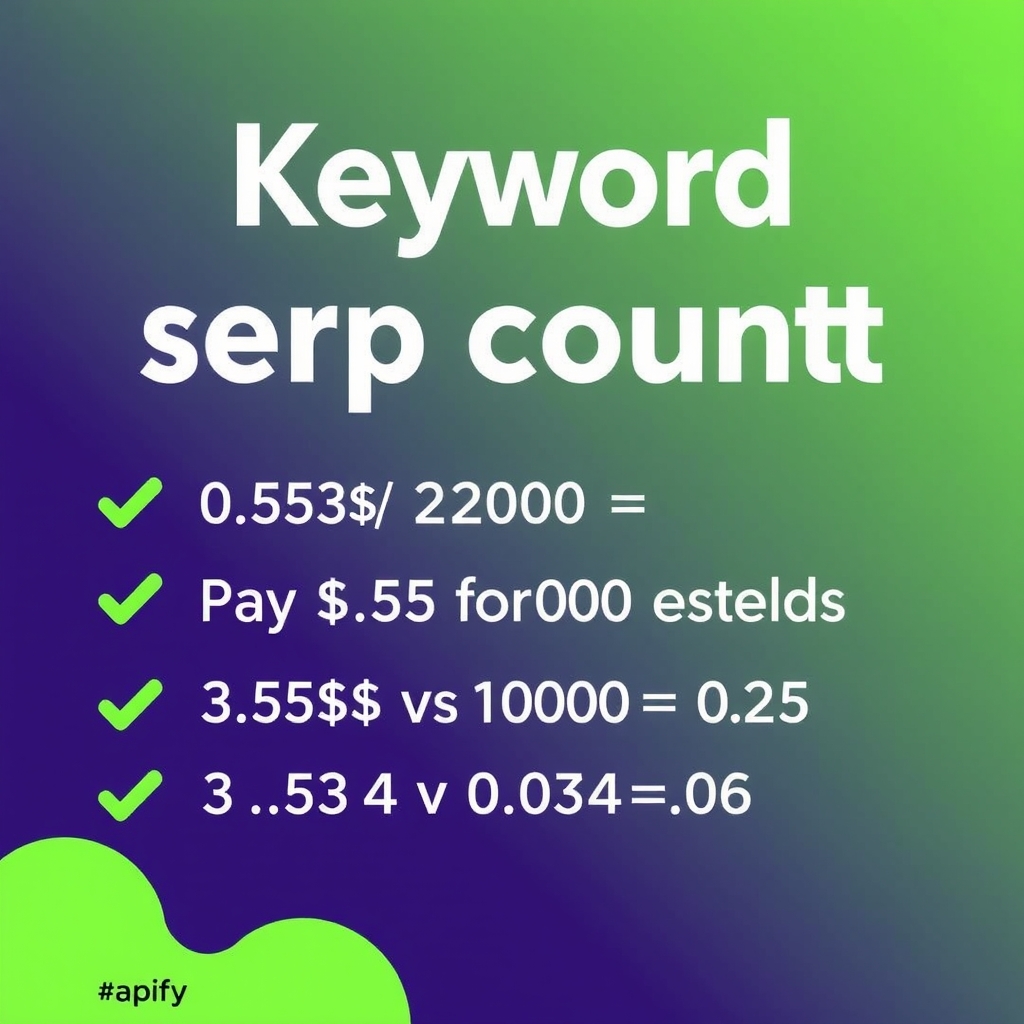 Keyword
serp countt
0.553$/ 22000 =
Pay $.55 for000 estelds
3.55$$ vs 10000 = 0.25
3 ..53 4 v 0.034=.06
#apify